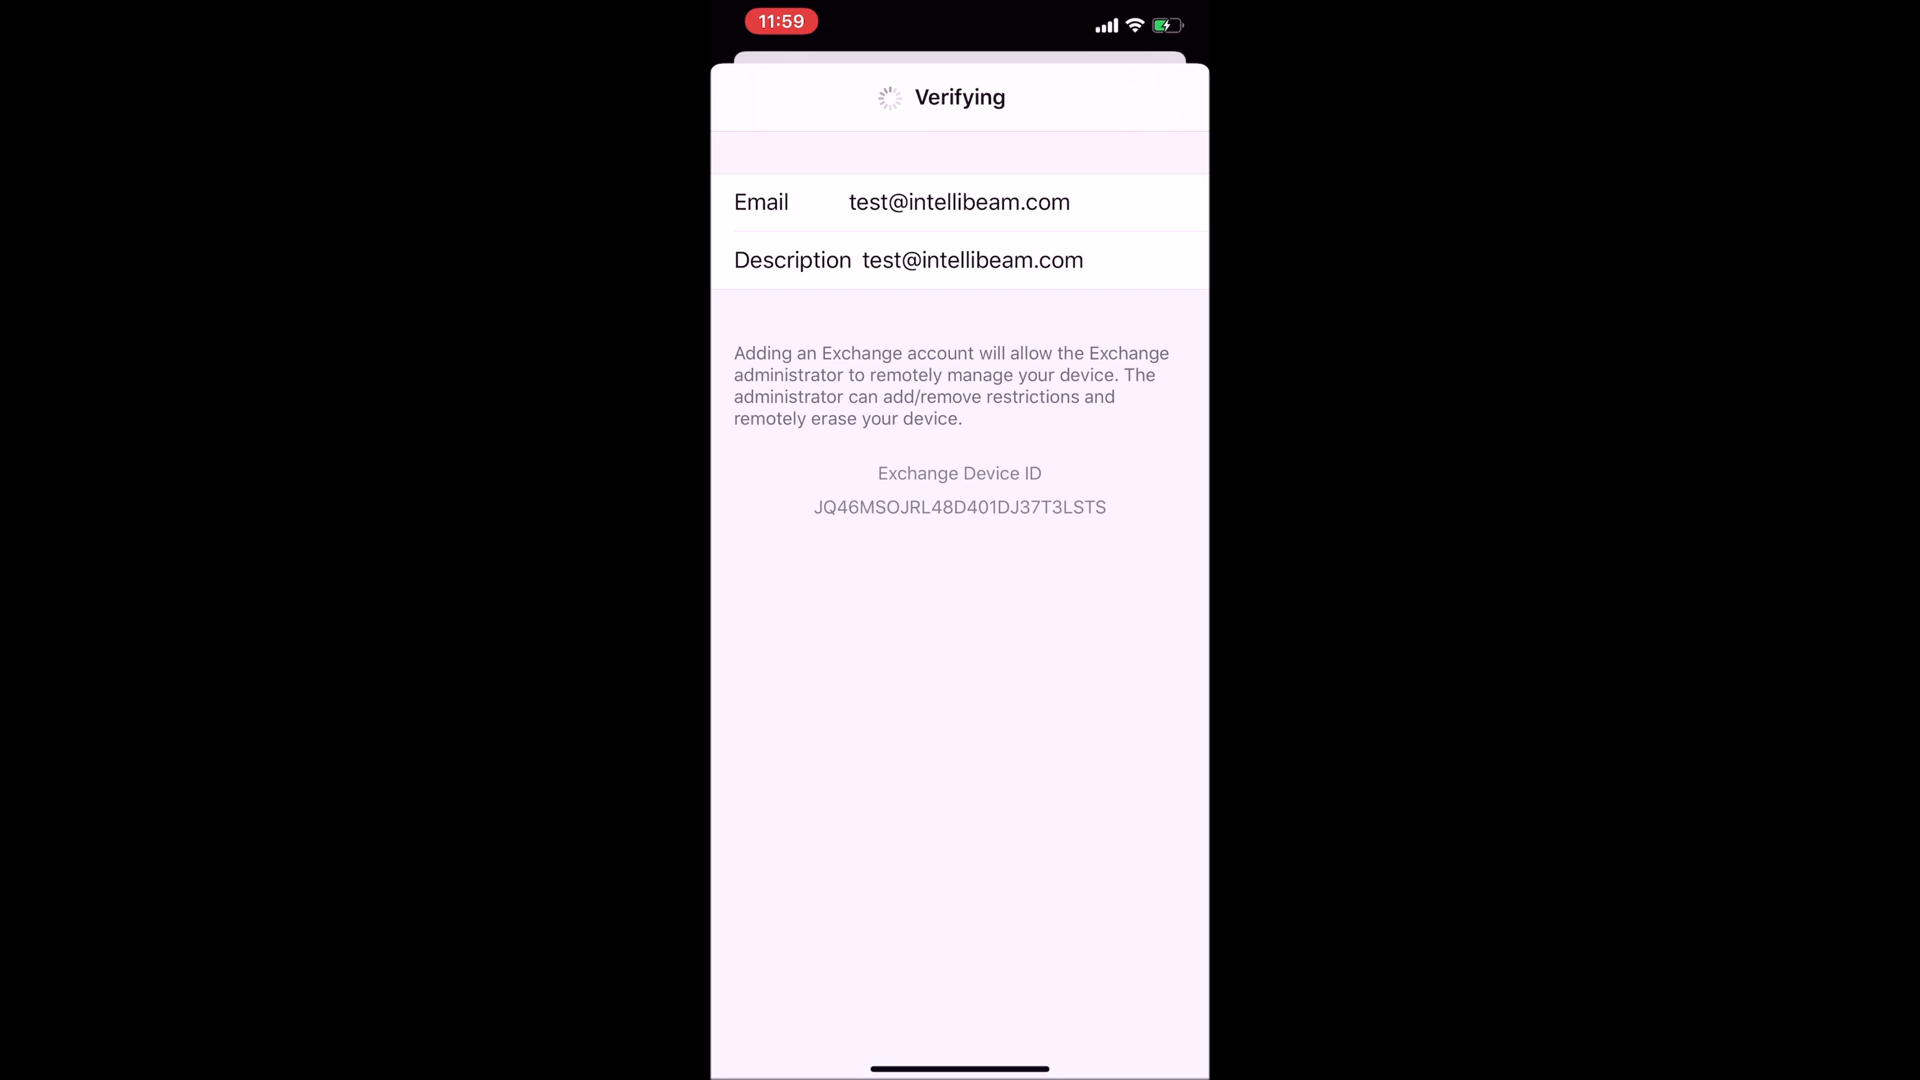 11:59
Verifying
Email test@intellibeam.com
Description test@intellibeam.com
Adding an Exchange account will allow the Exchange
administrator to remotely manage your device. The
administrator can add/remove restrictions and
remotely erase your device.
Exchange Device ID
JQ46MSOJRL48D401DJ37T3LSTS